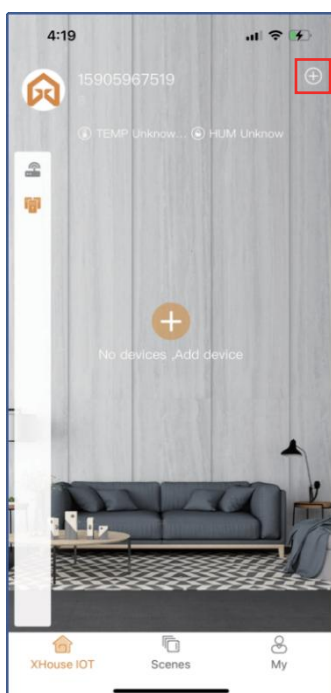 4:19
15905967519
TEMP Unknow... HUM Unknow
No devices ,Add device
XHouse IOT Scenes My